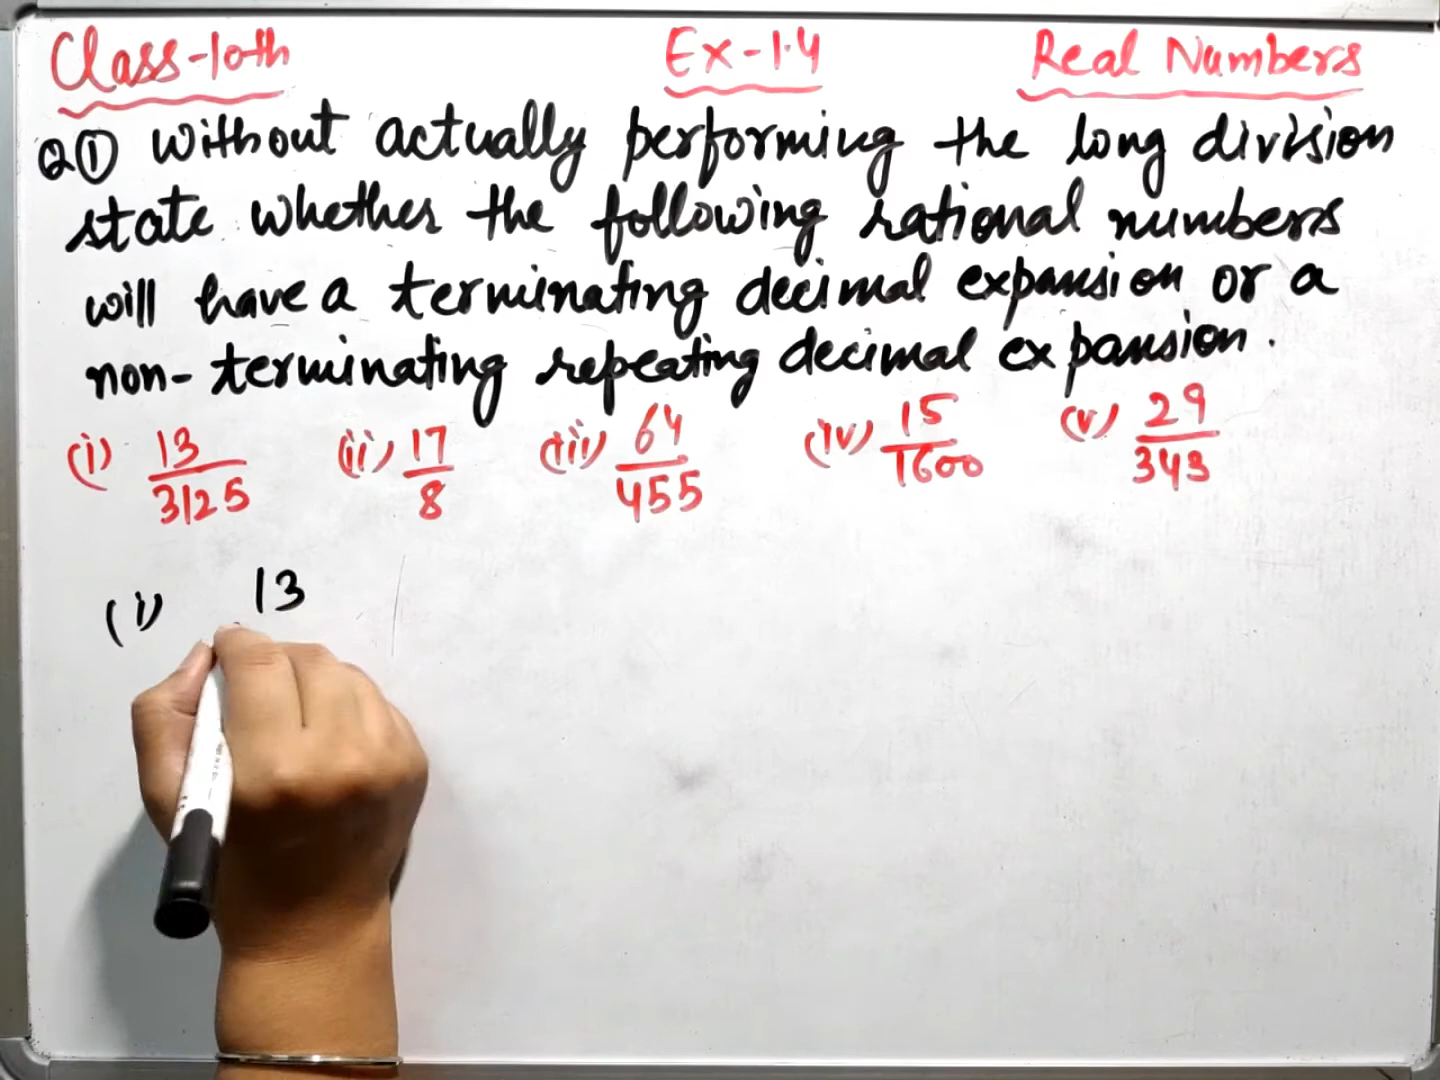 Class-10th Ex-1.4 Real Numbers
Q① Without actually performing the long division
state whether the following rational numbers
will have a terminating decimal expansion or a
non-terminating repeating decimal expansion.
(i) 13/3125 (ii) 17/8 (iii) 64/455 (iv) 15/1600 (v) 29/343
(i) 13